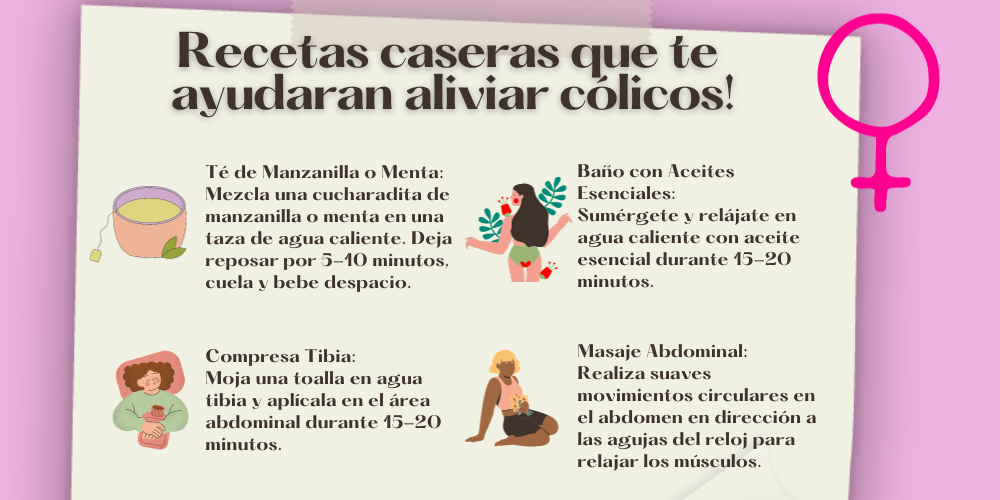 Recetas caseras que te
ayudaran aliviar cólicos!
Té de Manzanilla o Menta:
Mezcla una cucharadita de
manzanilla o menta en una
taza de agua caliente. Deja
reposar por 5-10 minutos,
cuela y bebe despacio.
Baño con Aceites
Esenciales:
Sumérgete y relájate en
agua caliente con aceite
esencial durante 15-20
minutos.
Compresa Tibia:
Moja una toalla en agua
tibia y aplícala en el área
abdominal durante 15-20
minutos.
Masaje Abdominal:
Realiza suaves
movimientos circulares en
el abdomen en dirección a
las agujas del reloj para
relajar los músculos.